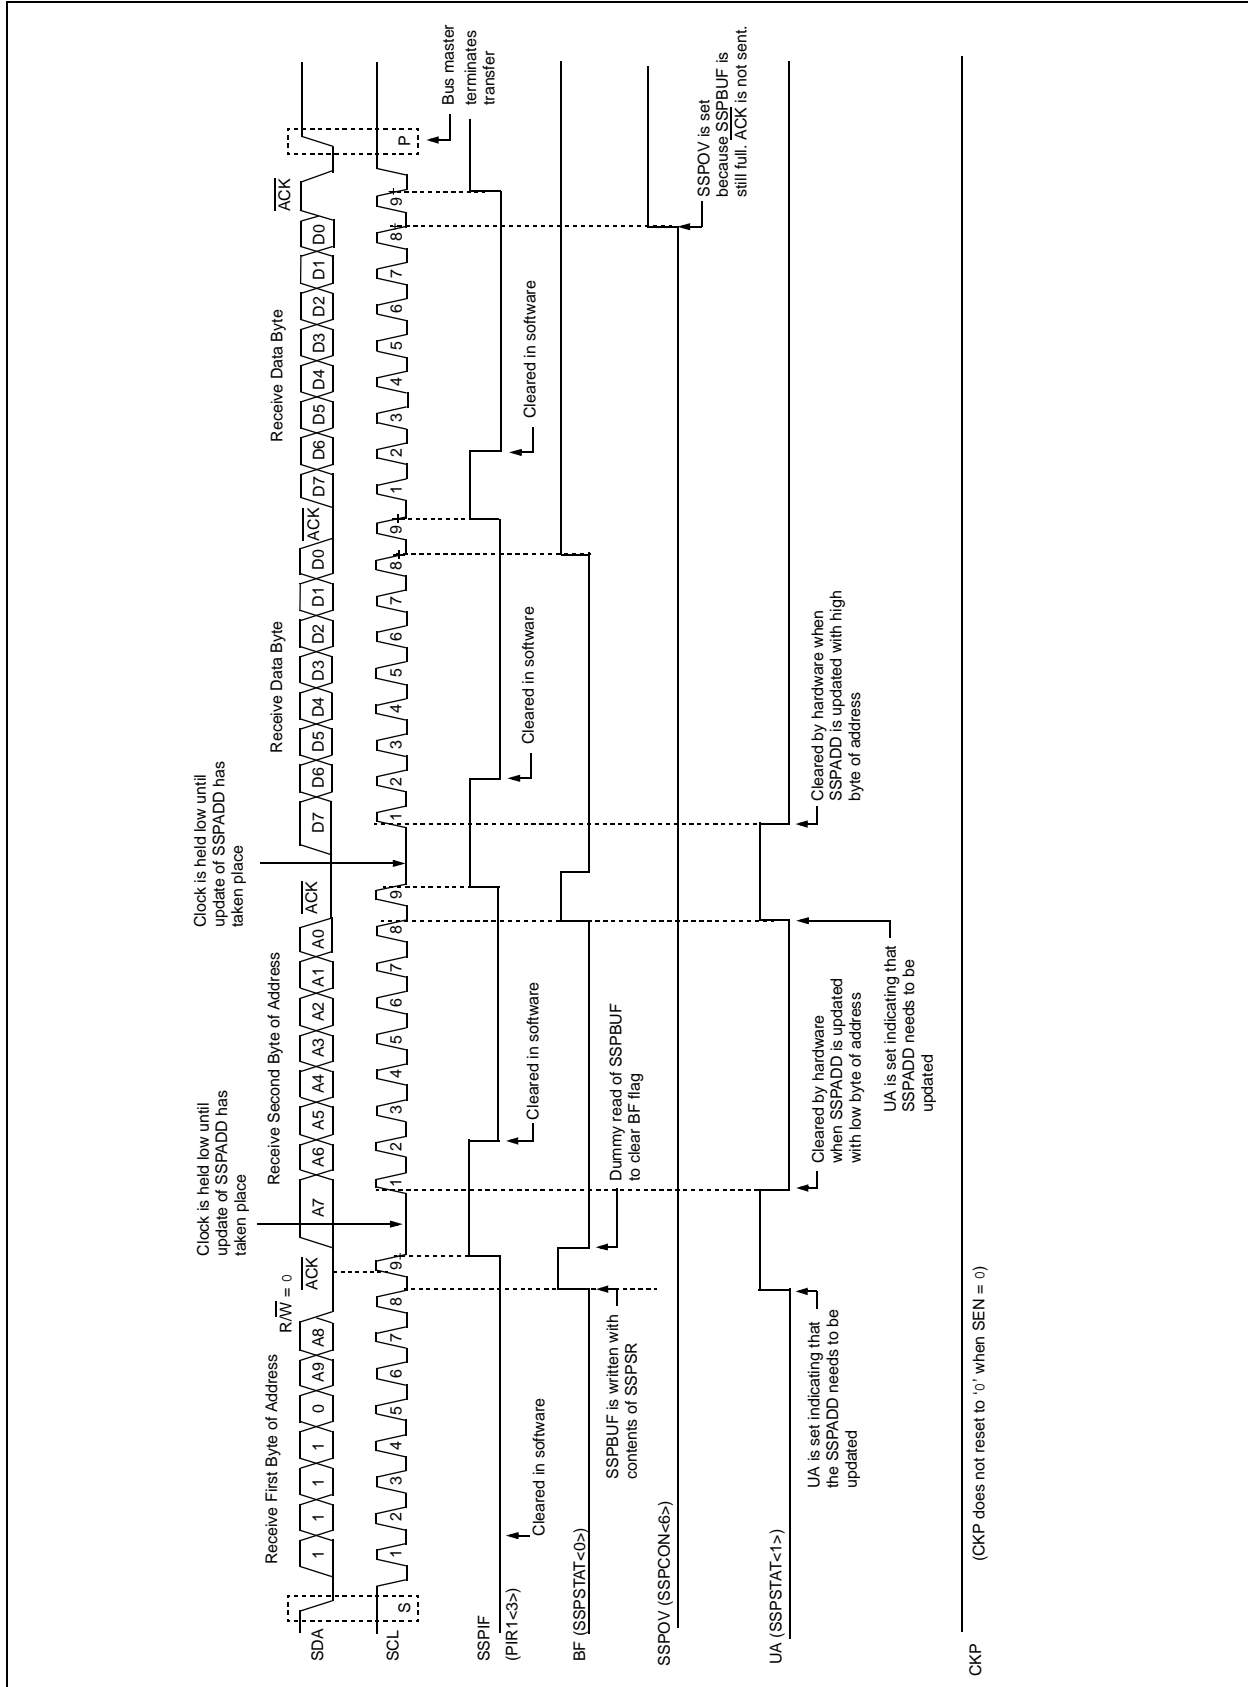 Receive First Byte of Address
R/W = 0
Receive Second Byte of Address
Clock is held low until
update of SSPADD has
taken place
Clock is held low until
update of SSPADD has
taken place
Receive Data Byte
Receive Data Byte
SDA
1 1 1 1 0 A9 A8 ACK A7 A6 A5 A4 A3 A2 A1 A0 ACK D7 D6 D5 D4 D3 D2 D1 D0 ACK D7 D6 D5 D4 D3 D2 D1 D0 ACK
SCL
S 1 2 3 4 5 6 7 8 9 1 2 3 4 5 6 7 8 9 1 2 3 4 5 6 7 8 9 1 2 3 4 5 6 7 8 9 P
Bus master
terminates
transfer
SSPIF
(PIR1<3>)
Cleared in software
Cleared in software
Cleared in software
Cleared in software
BF (SSPSTAT<0>)
SSPBUF is written with
contents of SSPSR
Dummy read of SSPBUF
to clear BF flag
SSPOV (SSPCON<6>)
SSPOV is set
because SSPBUF is
still full. ACK is not sent.
UA (SSPSTAT<1>)
UA is set indicating that
the SSPADD needs to be
updated
Cleared by hardware
when SSPADD is updated
with low byte of address
UA is set indicating that
SSPADD needs to be
updated
Cleared by hardware when
SSPADD is updated with high
byte of address
CKP
(CKP does not reset to ‘0’ when SEN = 0)